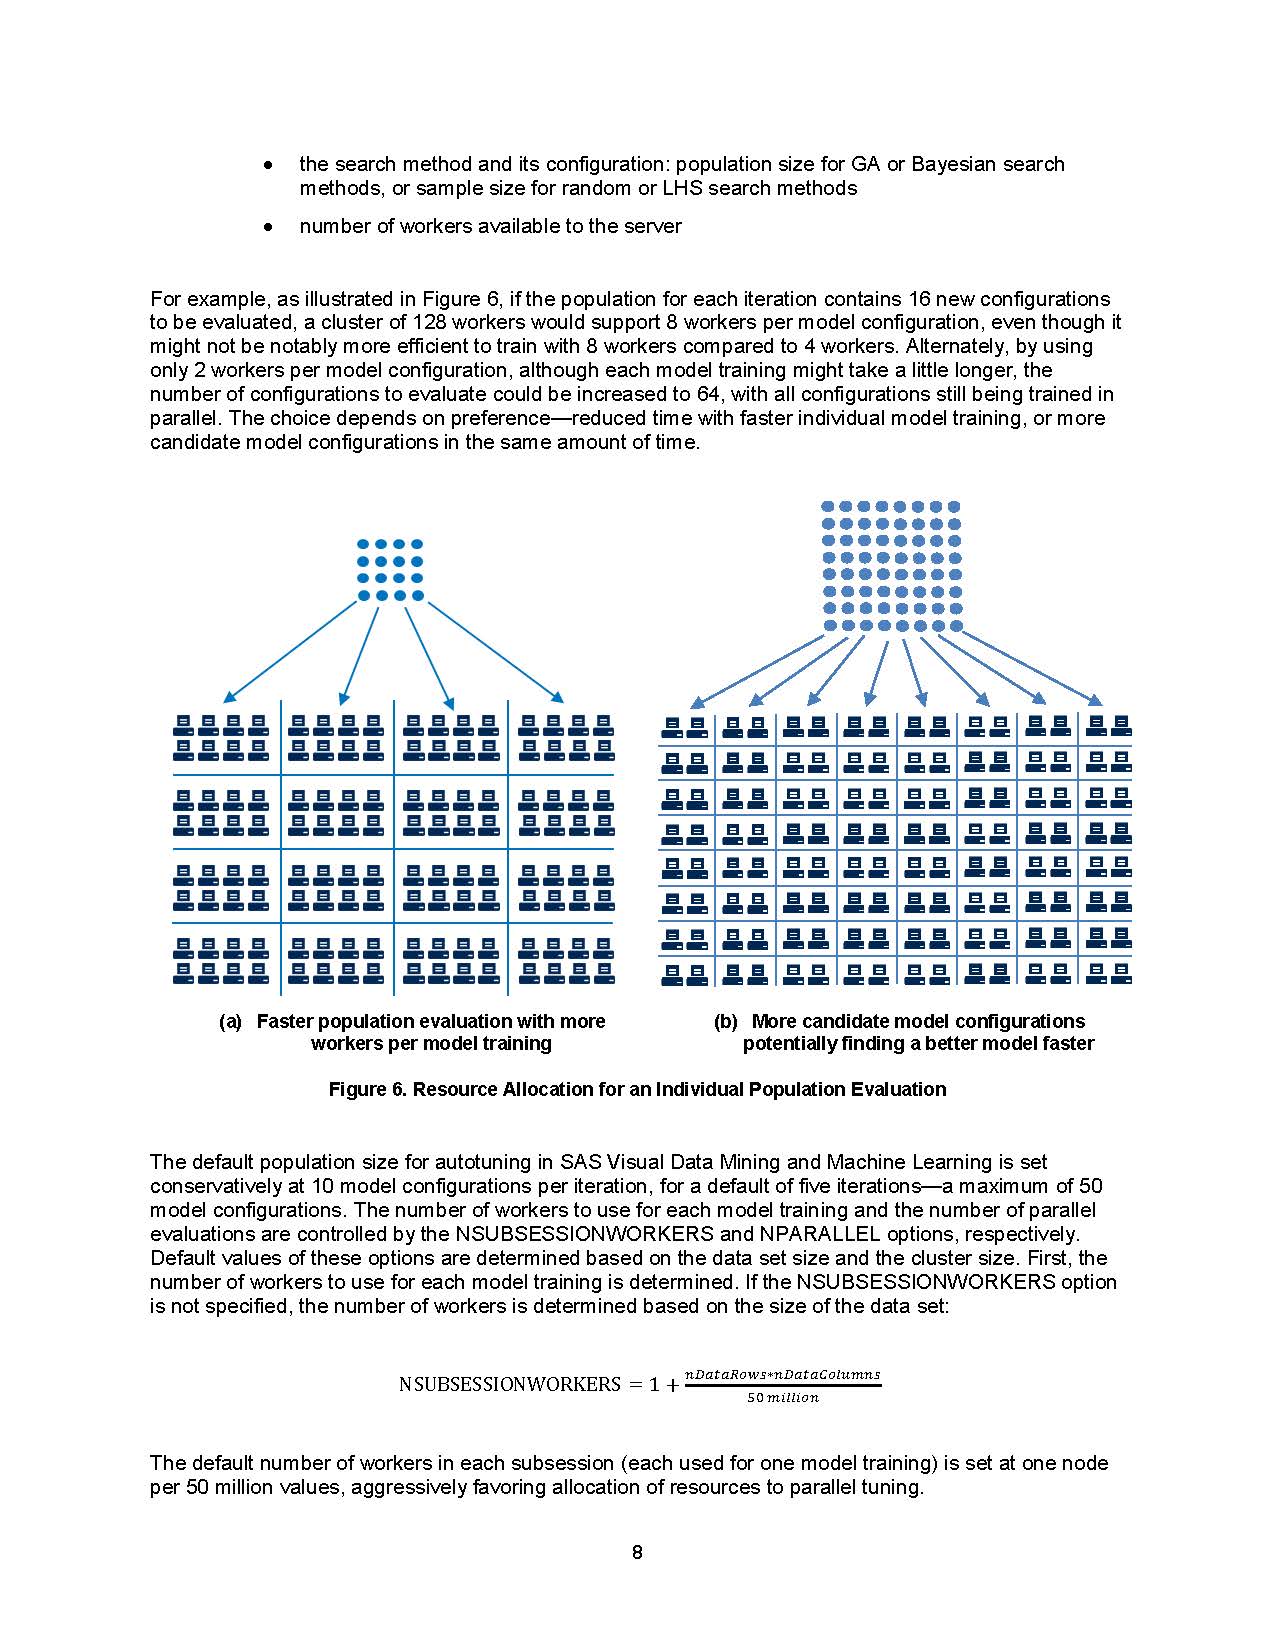 • the search method and its configuration: population size for GA or Bayesian search
methods, or sample size for random or LHS search methods
• number of workers available to the server
For example, as illustrated in Figure 6, if the population for each iteration contains 16 new configurations
to be evaluated, a cluster of 128 workers would support 8 workers per model configuration, even though it
might not be notably more efficient to train with 8 workers compared to 4 workers. Alternately, by using
only 2 workers per model configuration, although each model training might take a little longer, the
number of configurations to evaluate could be increased to 64, with all configurations still being trained in
parallel. The choice depends on preference—reduced time with faster individual model training, or more
candidate model configurations in the same amount of time.
(a) Faster population evaluation with more
workers per model training
(b) More candidate model configurations
potentially finding a better model faster
Figure 6. Resource Allocation for an Individual Population Evaluation
The default population size for autotuning in SAS Visual Data Mining and Machine Learning is set
conservatively at 10 model configurations per iteration, for a default of five iterations—a maximum of 50
model configurations. The number of workers to use for each model training and the number of parallel
evaluations are controlled by the NSUBSESSIONWORKERS and NPARALLEL options, respectively.
Default values of these options are determined based on the data set size and the cluster size. First, the
number of workers to use for each model training is determined. If the NSUBSESSIONWORKERS option
is not specified, the number of workers is determined based on the size of the data set:
NSUBSESSIONWORKERS = 1 + nDataRows*nDataColumns
50 million
The default number of workers in each subsession (each used for one model training) is set at one node
per 50 million values, aggressively favoring allocation of resources to parallel tuning.
8